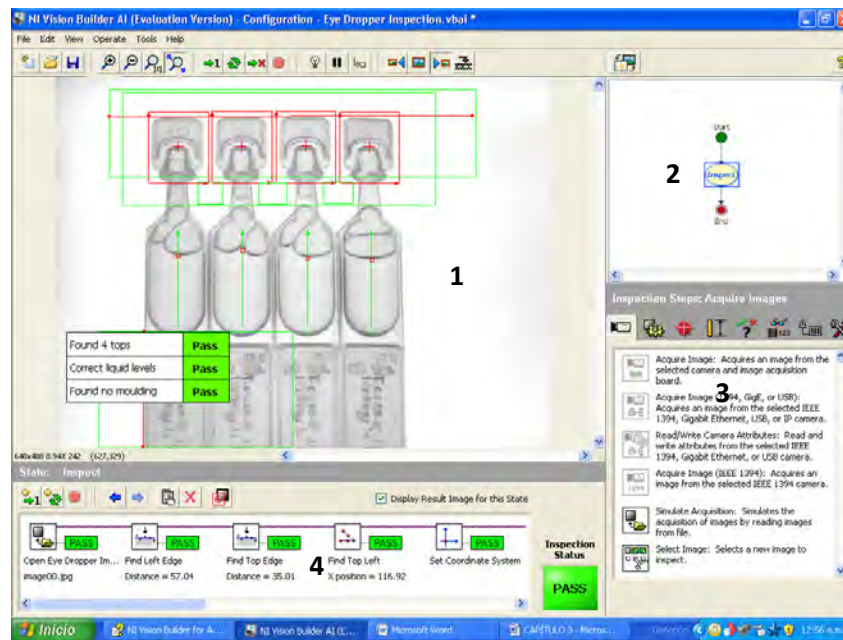 NI Vision Builder AI (Evaluation Version) - Configuration - Eye Dropper Inspection.vbai *
File Edit View Operate Tools Help
Start
2
Inspect
End
1
Found 4 tops Pass
Correct liquid levels Pass
Found no moulding Pass
640x480 0.94X 242 (627,329)
Inspection Steps: Acquire Images
Acquire Image: Acquires an image from the
selected camera and image acquisition
board.
3
Acquire Image (1394, GigE, or USB):
Acquires an image from the selected IEEE
1394, Gigabit Ethernet, USB, or IP camera.
Read/Write Camera Attributes: Read and
write attributes from the selected IEEE
1394, Gigabit Ethernet, or USB camera.
Acquire Image (IEEE 1394): Acquires an
image from the selected IEEE 1394 camera.
Simulate Acquisition: Simulates the
acquisition of images by reading images
from file.
Select Image: Selects a new image to
inspect.
State: Inspect
Display Result Image for this State
PASS PASS PASS PASS PASS
Open Eye Dropper Im... Find Left Edge Find Top Edge Find Top Left Set Coordinate System
image00.jpg Distance = 57.04 Distance = 35.01 X position = 116.92
4
Inspection
Status
PASS
Inicio NI Vision Builder for A... NI Vision Builder AI (E... Microsoft Word CAPÍTULO 3 - Micros... 12:56 a.m.